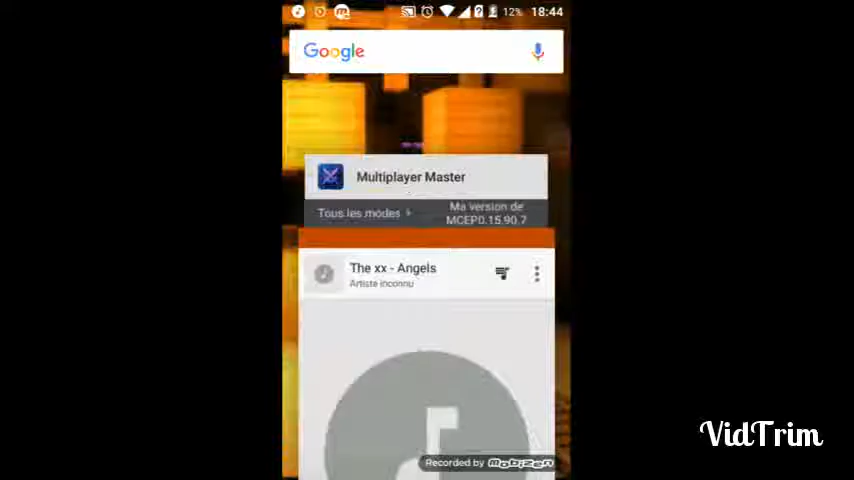 12% 18:44
Google
Multiplayer Master
Tous les modes
Ma version de
MCEP0.15.90.7
The xx - Angels
Artiste inconnu
Recorded by mobizen
VidTrim